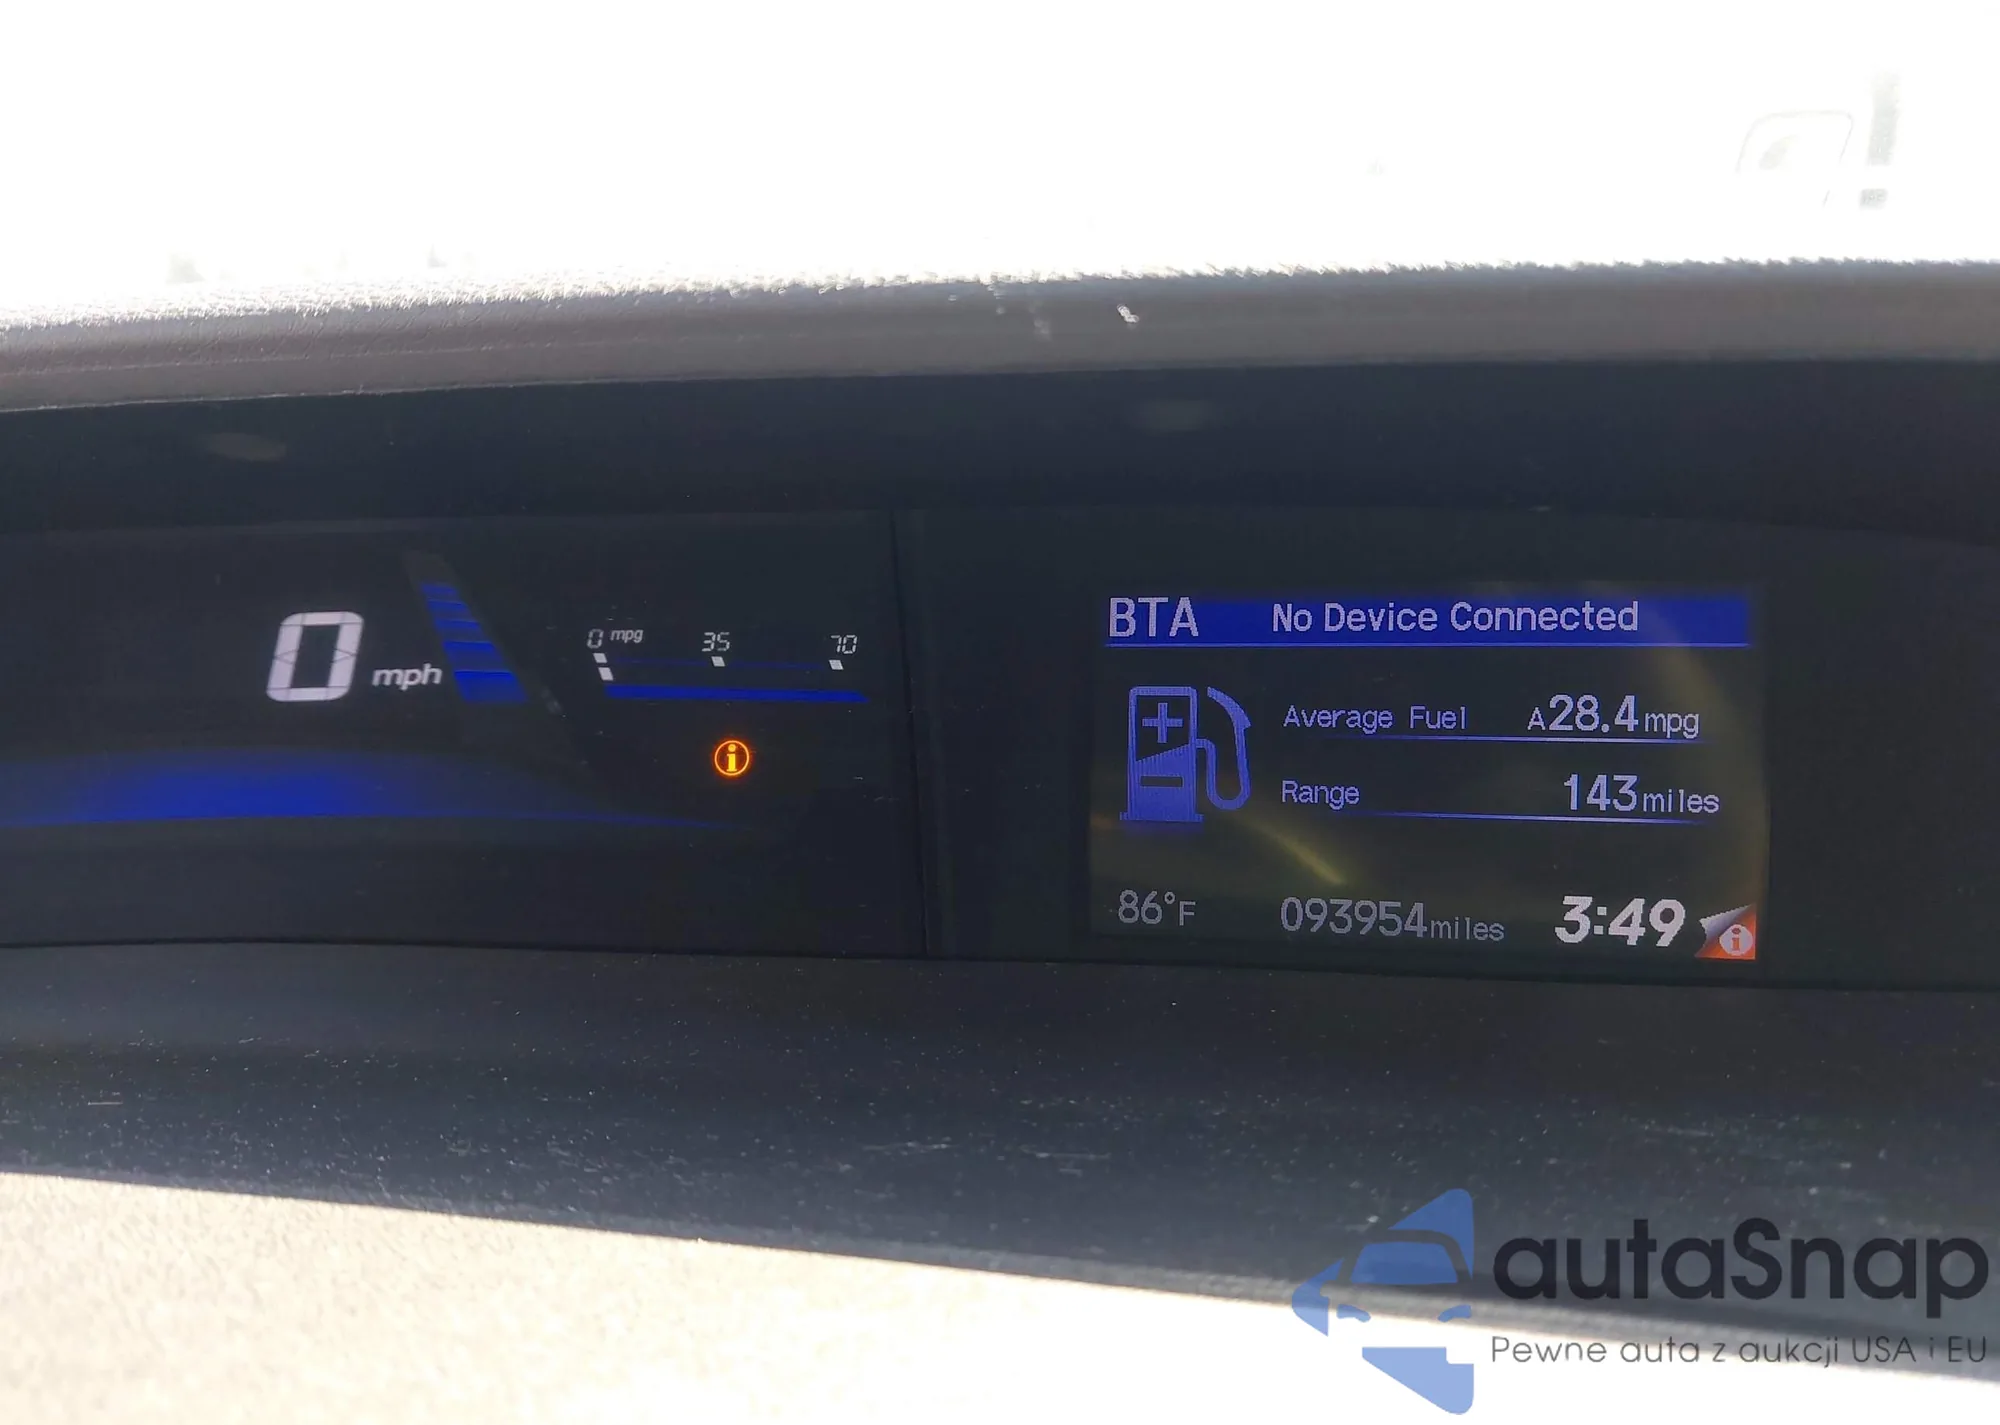 0 mph
0 mpg 35 70
BTA No Device Connected
Average Fuel A28.4mpg
Range 143miles
86°F 093954miles 3:49
autaSnap
Pewne auta z aukcji USA i EU